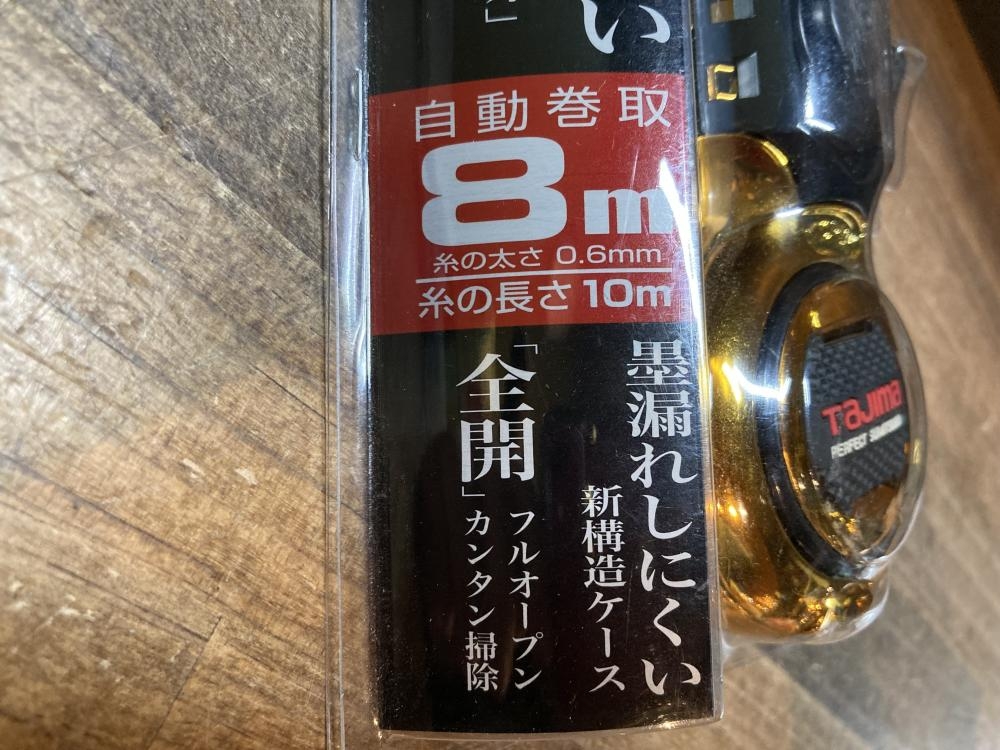 い
自動巻取
8m
糸の太さ 0.6mm
糸の長さ 10m
墨漏れしにくい
新構造ケース
「全開」
フルオープン
カンタン掃除
TaJIma
PERFECT